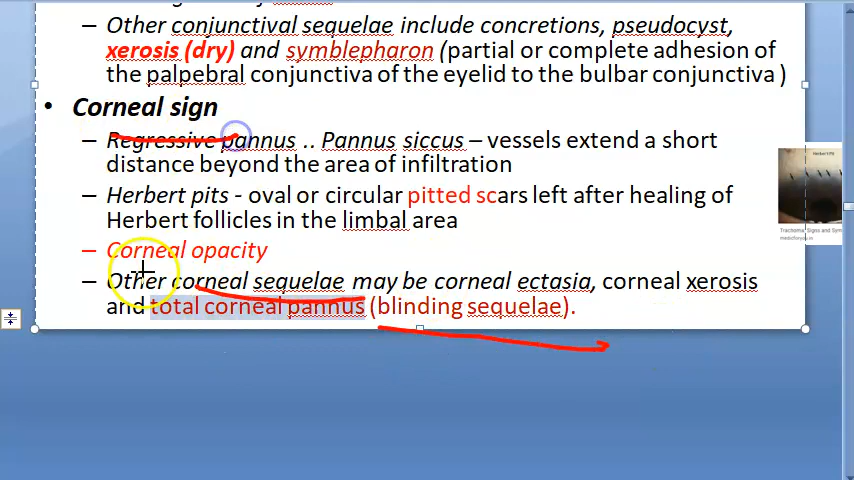 – Other conjunctival sequelae include concretions, pseudocyst,
xerosis (dry) and symblepharon (partial or complete adhesion of
the palpebral conjunctiva of the eyelid to the bulbar conjunctiva )
• Corneal sign
– Regressive pannus .. Pannus siccus – vessels extend a short
distance beyond the area of infiltration
– Herbert pits - oval or circular pitted scars left after healing of
Herbert follicles in the limbal area
– Corneal opacity
– Other corneal sequelae may be corneal ectasia, corneal xerosis
and total corneal pannus (blinding sequelae).